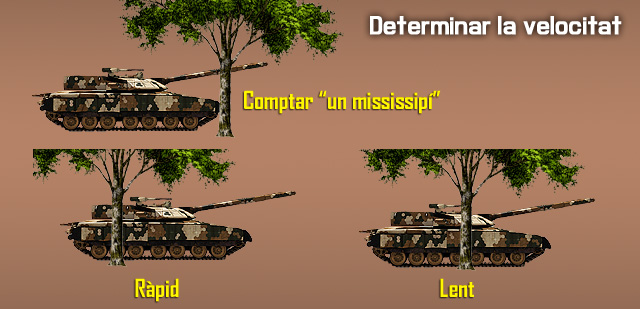 Determinar la velocitat
Comptar “un mississipí”
Ràpid
Lent